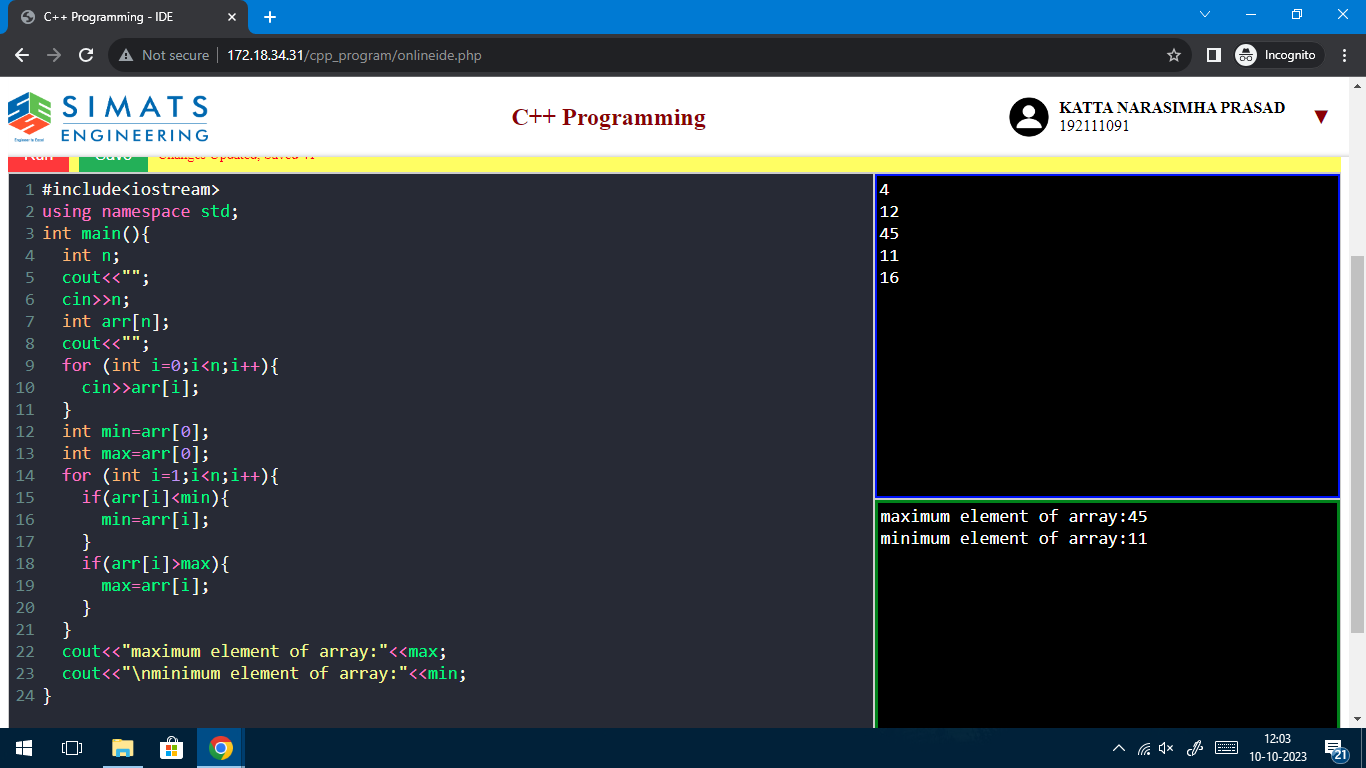 C++ Programming - IDE
Not secure
172.18.34.31/cpp_program/onlineide.php
Incognito
SIMATS
ENGINEERING
Engineer to Excel
C++ Programming
KATTA NARASIMHA PRASAD
192111091
Run
Save
1 #include<iostream>
2 using namespace std;
3 int main(){
4 int n;
5 cout<<"";
6 cin>>n;
7 int arr[n];
8 cout<<"";
9 for (int i=0;i<n;i++){
10 cin>>arr[i];
11 }
12 int min=arr[0];
13 int max=arr[0];
14 for (int i=1;i<n;i++){
15 if(arr[i]<min){
16 min=arr[i];
17 }
18 if(arr[i]>max){
19 max=arr[i];
20 }
21 }
22 cout<<"maximum element of array:"<<max;
23 cout<<"\nminimum element of array:"<<min;
24 }
4
12
45
11
16
maximum element of array:45
minimum element of array:11
12:03
10-10-2023
21